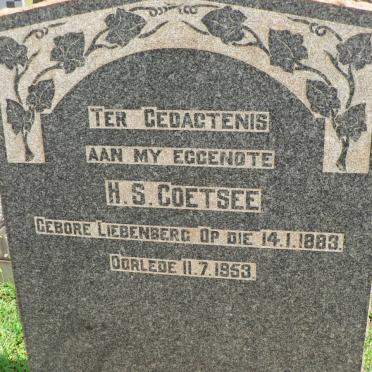 TER GEDAGTENIS
AAN MY EGGENOTE
H.S. COETSEE
GEBORE LIEBENBERG OP DIE 14.1.1883.
OORLEDE 11.7.1953.